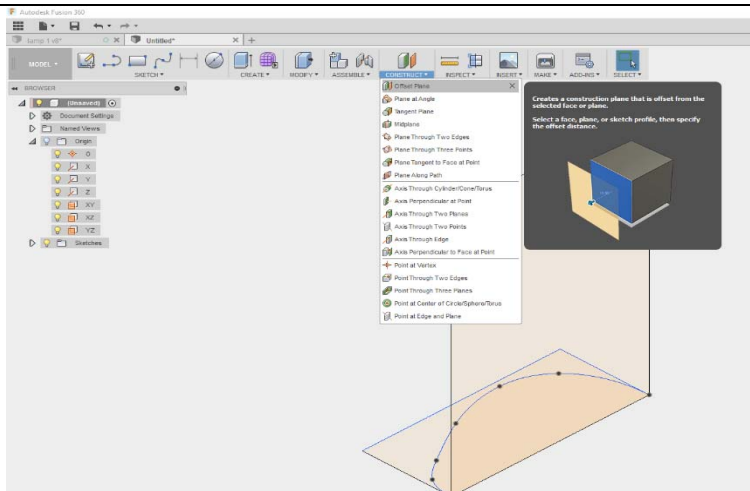 Autodesk Fusion 360
lamp 1 v8*
Untitled*
MODEL
SKETCH
CREATE
MODIFY
ASSEMBLE
CONSTRUCT
INSPECT
INSERT
MAKE
ADD-INS
SELECT
BROWSER
(Unsaved)
Document Settings
Named Views
Origin
O
X
Y
Z
XY
XZ
YZ
Sketches
Offset Plane
Plane at Angle
Tangent Plane
Midplane
Plane Through Two Edges
Plane Through Three Points
Plane Tangent to Face at Point
Plane Along Path
Axis Through Cylinder/Cone/Torus
Axis Perpendicular at Point
Axis Through Two Planes
Axis Through Two Points
Axis Through Edge
Axis Perpendicular to Face at Point
Point at Vertex
Point Through Two Edges
Point Through Three Planes
Point at Center of Circle/Sphere/Torus
Point at Edge and Plane
Creates a construction plane that is offset from the
selected face or plane.
Select a face, plane, or sketch profile, then specify
the offset distance.